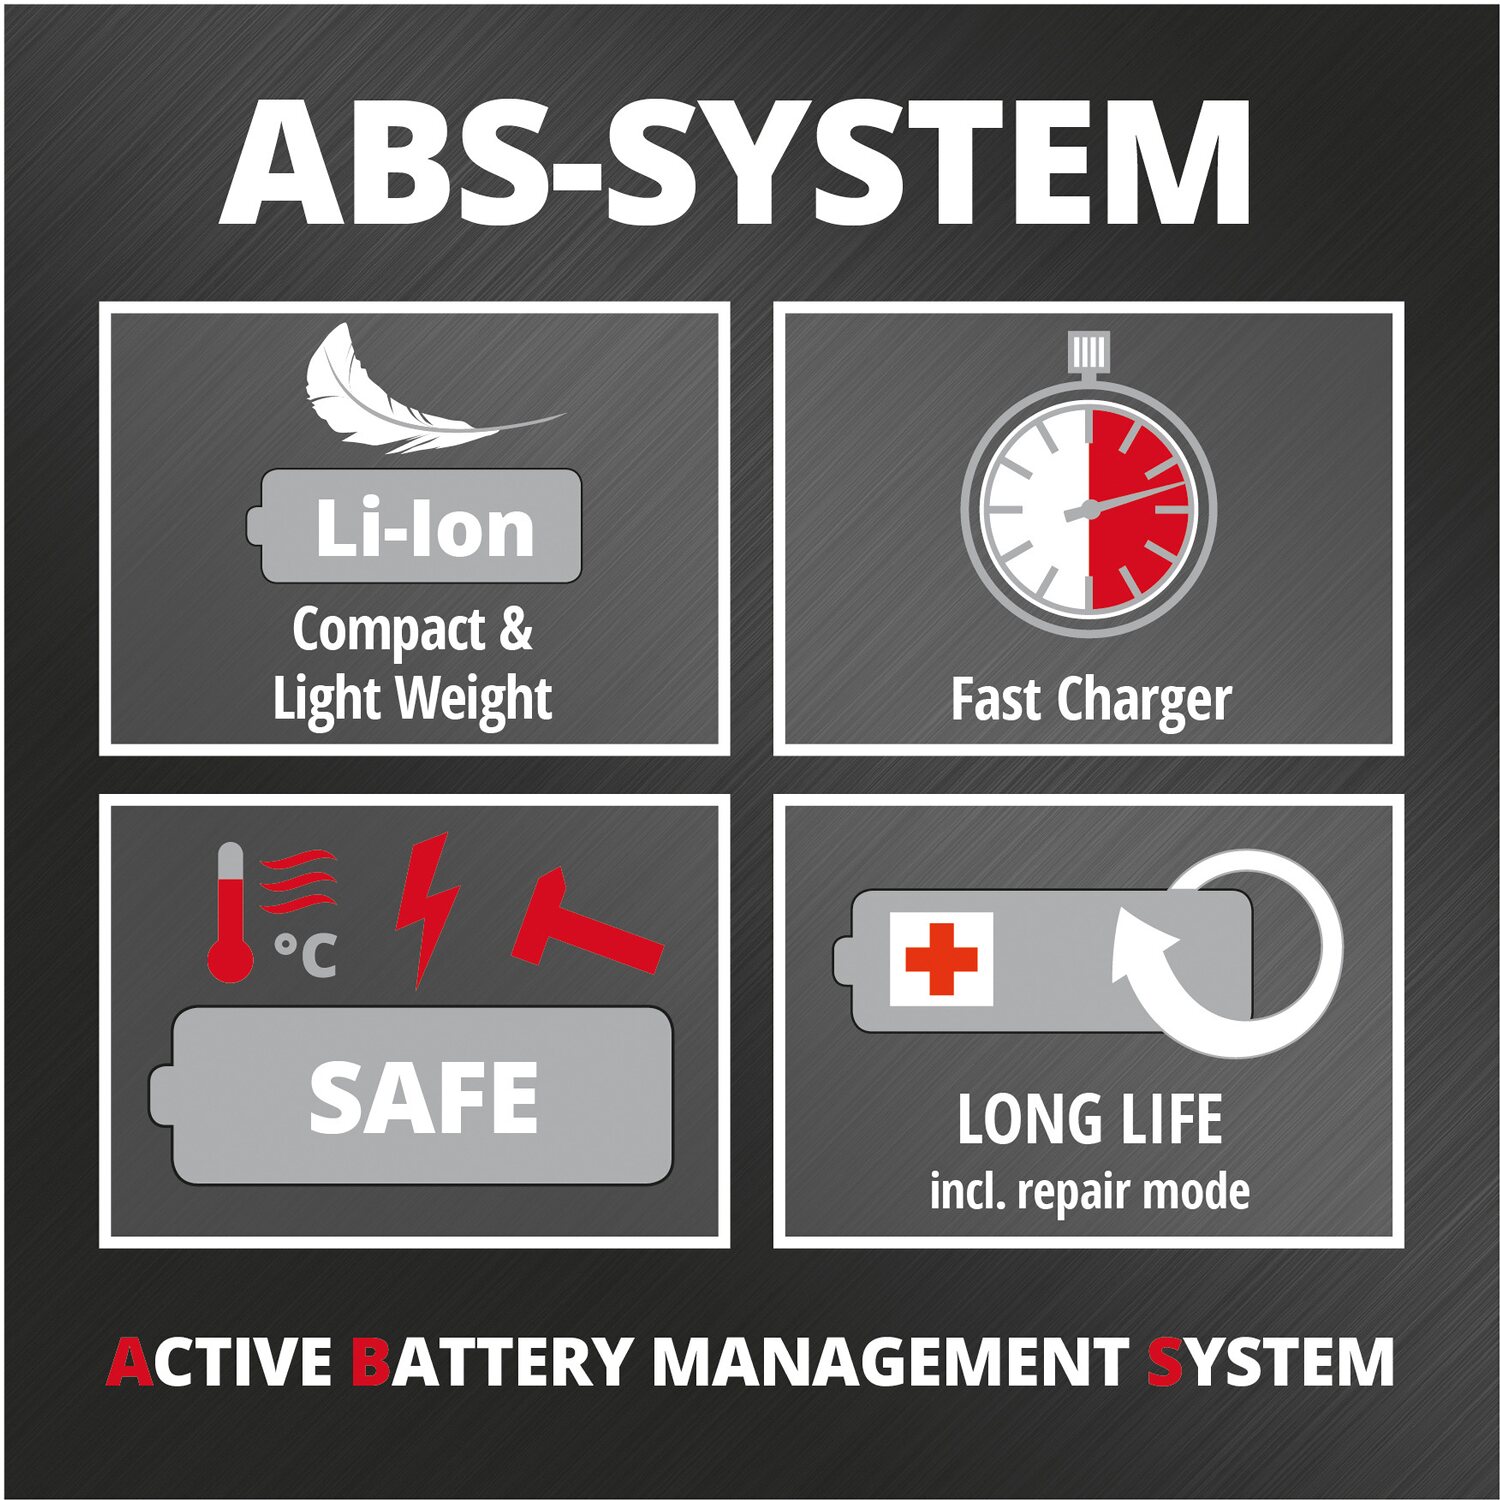 ABS-SYSTEM
Li-Ion
Compact &
Light Weight
Fast Charger
°C
SAFE
LONG LIFE
incl. repair mode
ACTIVE BATTERY MANAGEMENT SYSTEM